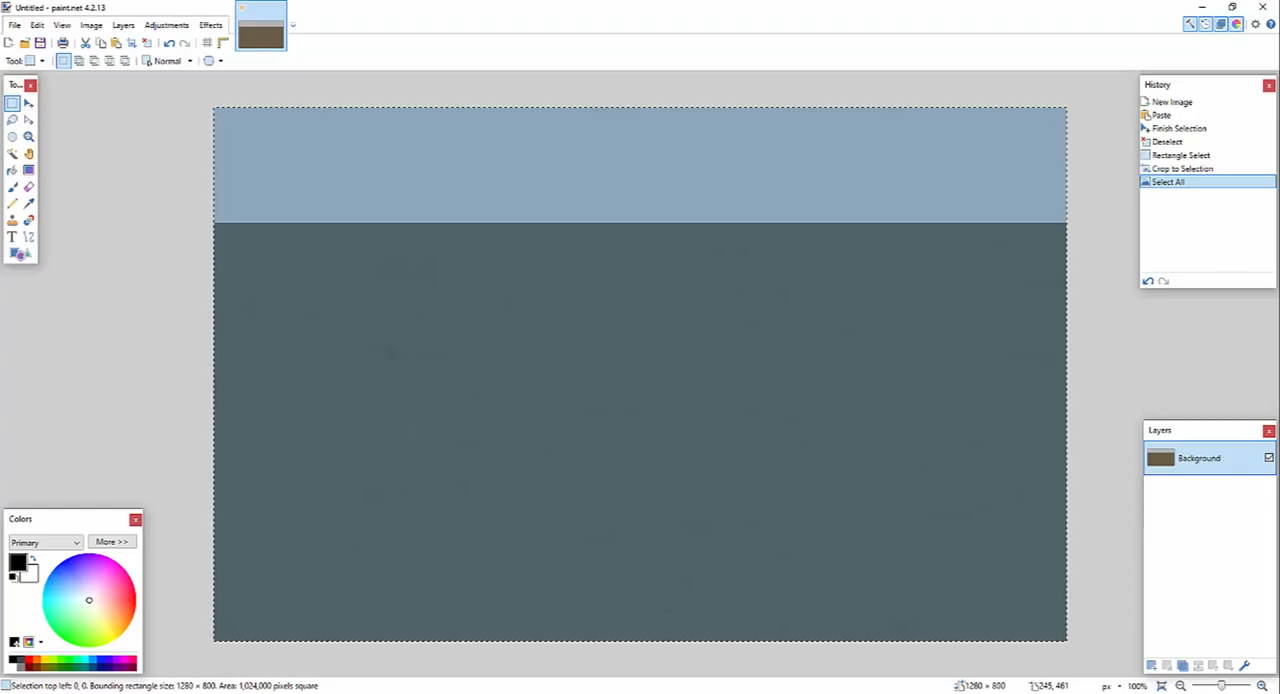 Untitled - paint.net 4.2.13
File Edit View Image Layers Adjustments Effects
Tool: Normal
To...
History
New Image
Paste
Finish Selection
Deselect
Rectangle Select
Crop to Selection
Select All
Layers
Background
Colors
Primary More >>
Selection top left: 0, 0. Bounding rectangle size: 1280 × 800. Area: 1,024,000 pixels square 1280 × 800 245, 461 px 100%